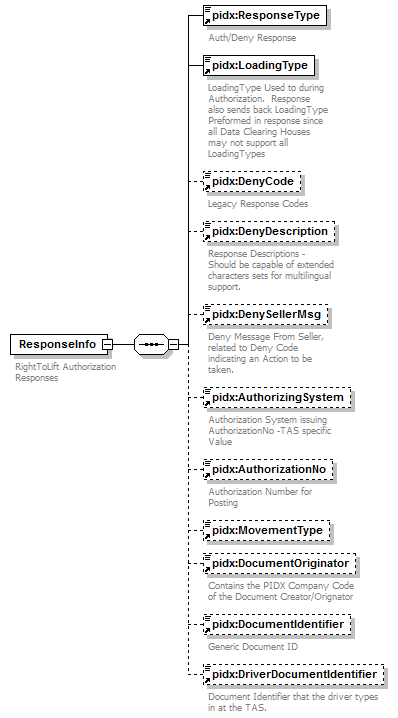 pidx:ResponseType
Auth/Deny Response
pidx:LoadingType
LoadingType Used to during
Authorization.  Response
also sends back LoadingType
Preformed in response since
all Data Clearing Houses
may not support all
LoadingTypes
pidx:DenyCode
Legacy Response Codes
pidx:DenyDescription
Response Descriptions -
Should be capable of extended
characters sets for multilingual
support.
pidx:DenySellerMsg
Deny Message From Seller,
related to Deny Code
indicating an Action to be
taken.
ResponseInfo
RightToLift Authorization
Responses
pidx:AuthorizingSystem
Authorization System issuing
AuthorizationNo -TAS specific
Value
pidx:AuthorizationNo
Authorization Number for
Posting
pidx:MovementType
pidx:DocumentOriginator
Contains the PIDX Company Code
of the Document Creator/Orignator
pidx:DocumentIdentifier
Generic Document ID
pidx:DriverDocumentIdentifier
Document Identifier that the driver types
in at the TAS.